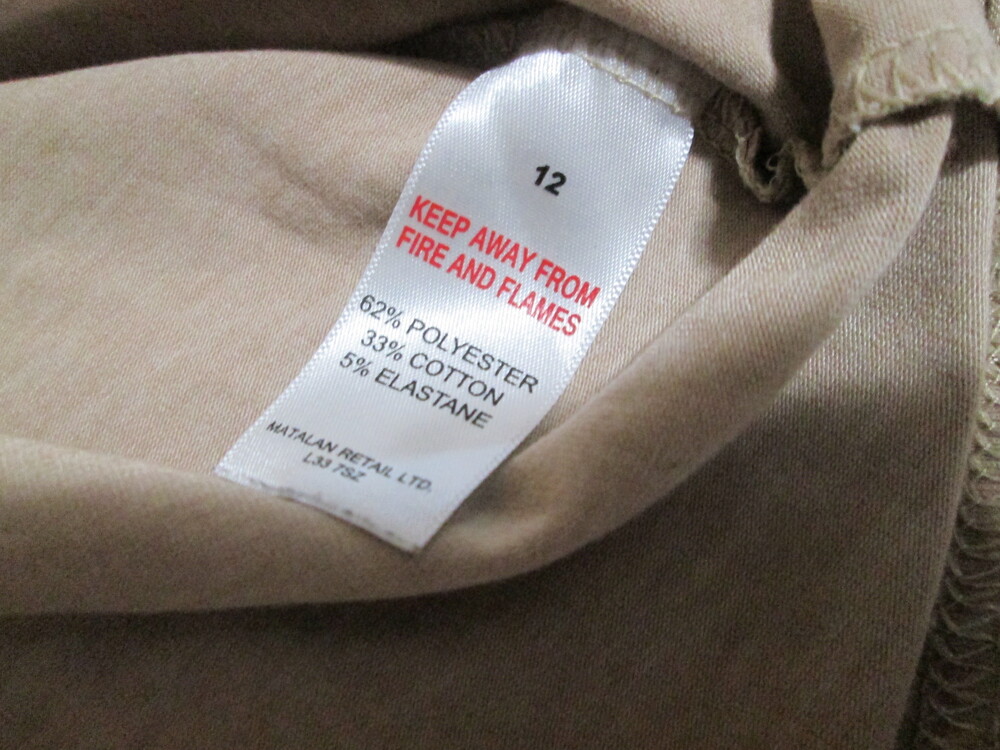 12
KEEP AWAY FROM
FIRE AND FLAMES
62% POLYESTER
33% COTTON
5% ELASTANE
MATALAN RETAIL LTD.
L33 7SZ